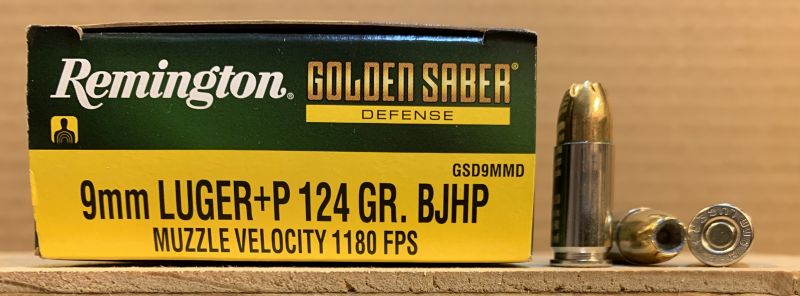 Remington®
GOLDEN SABER®
DEFENSE
GSD9MMD
9mm LUGER+P 124 GR. BJHP
MUZZLE VELOCITY 1180 FPS